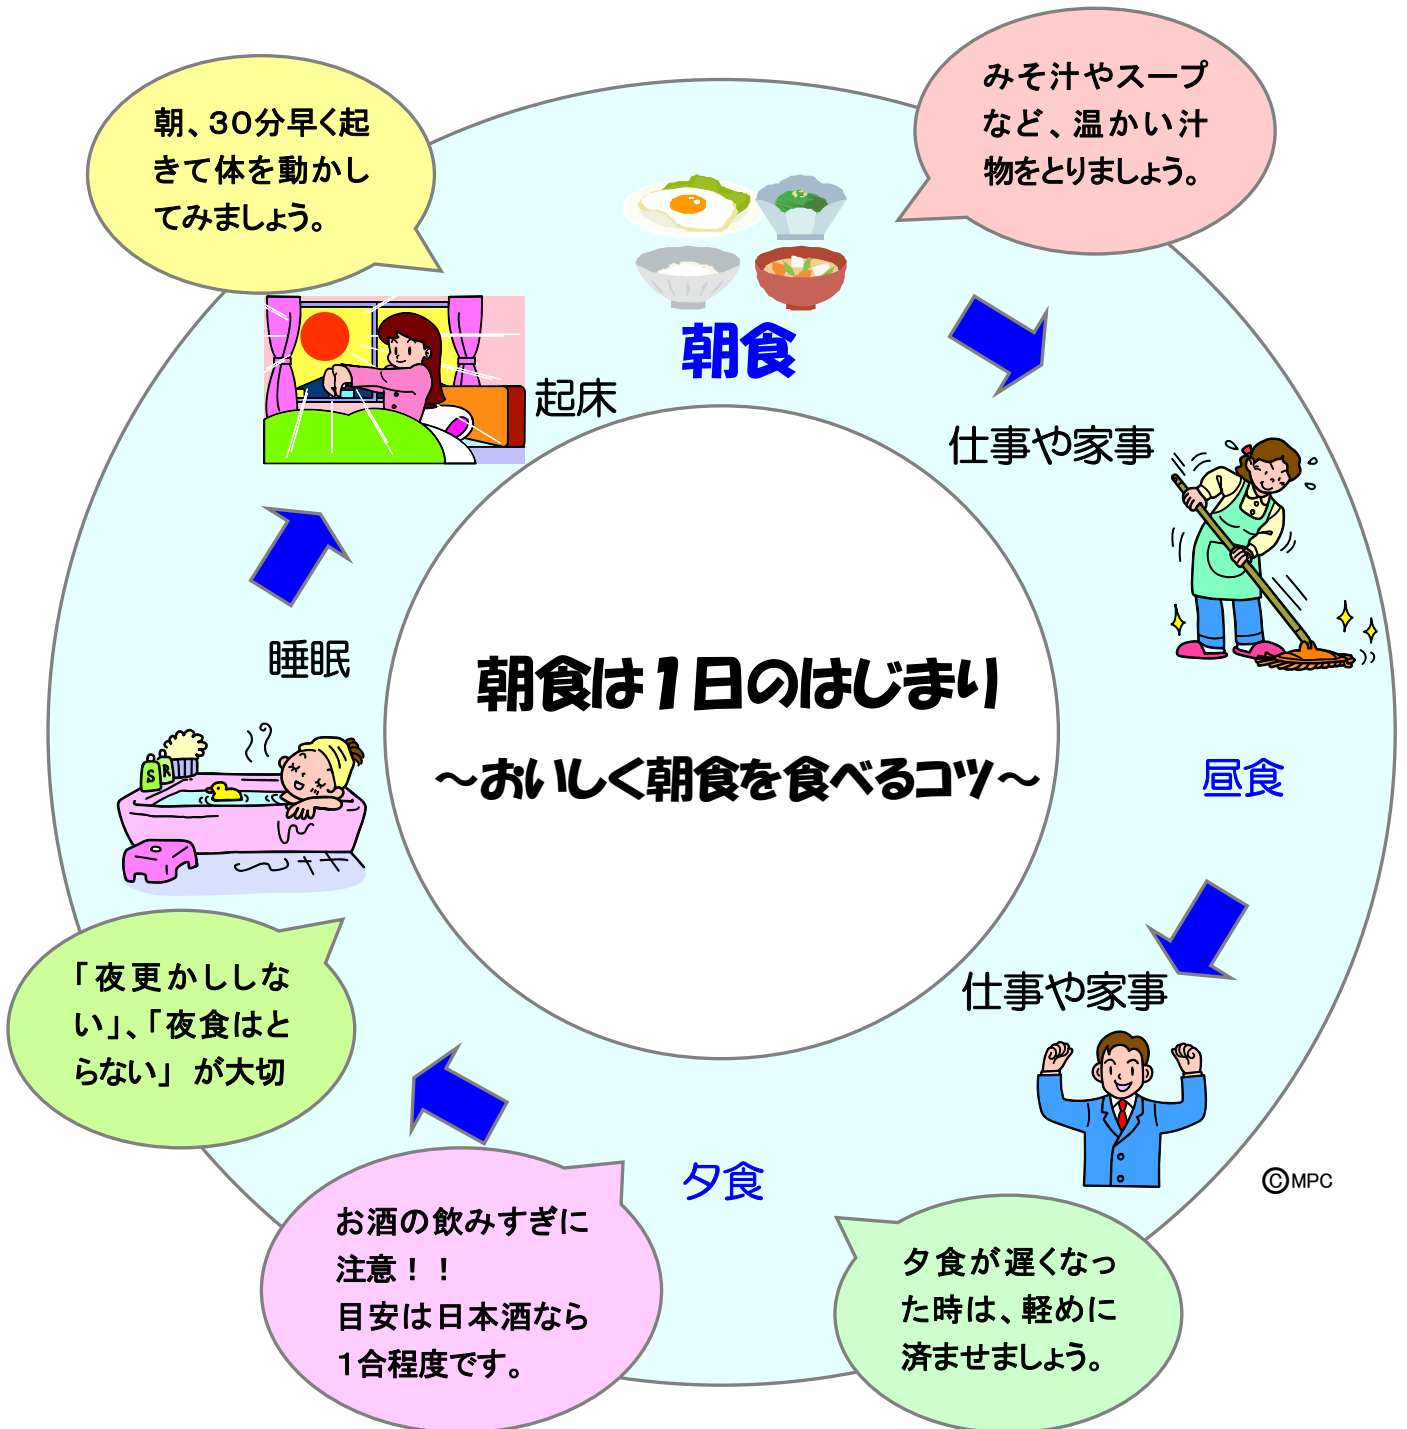 朝、30分早く起
きて体を動かし
てみましょう。
みそ汁やスープ
など、温かい汁
物をとりましょう。
朝食
起床
仕事や家事
睡眠
朝食は1日のはじまり
～おいしく朝食を食べるコツ～
S R
昼食
「夜更かししな
い」、「夜食はと
らない」 が大切
仕事や家事
夕食
©MPC
お酒の飲みすぎに
注意！！
目安は日本酒なら
1合程度です。
夕食が遅くなっ
た時は、軽めに
済ませましょう。